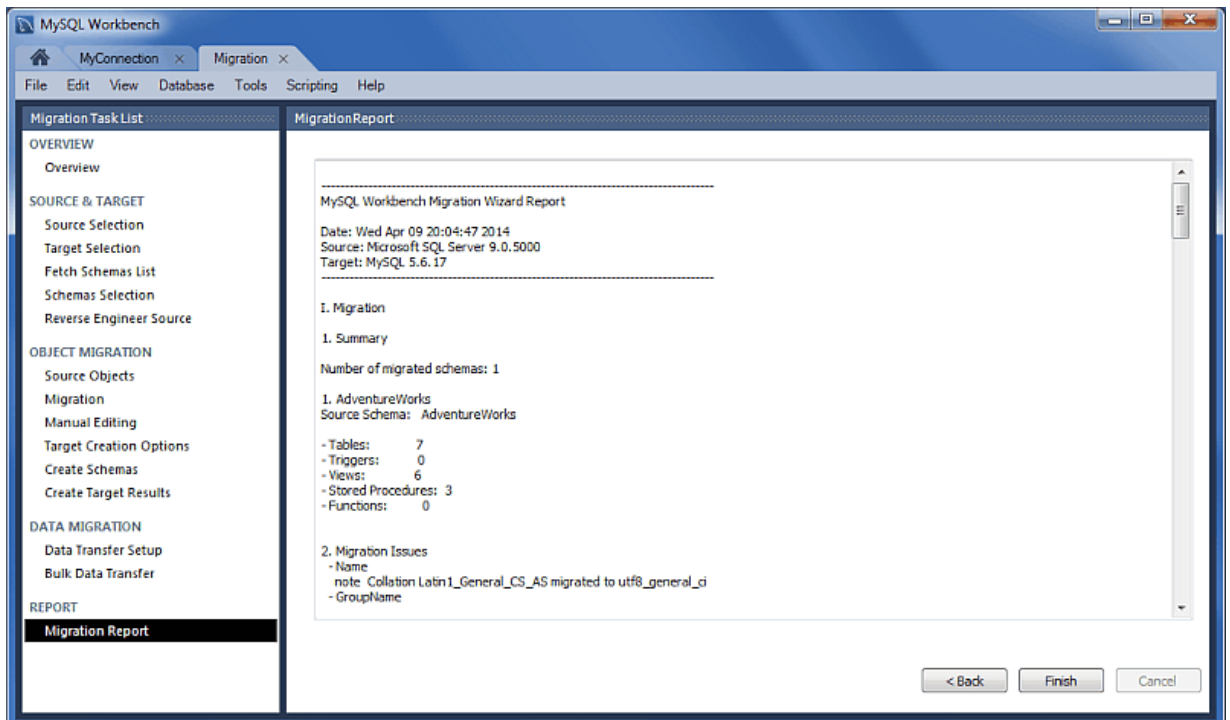 MySQL Workbench
MyConnection × Migration ×
File Edit View Database Tools Scripting Help
Migration Task List
OVERVIEW
Overview
SOURCE & TARGET
Source Selection
Target Selection
Fetch Schemas List
Schemas Selection
Reverse Engineer Source
OBJECT MIGRATION
Source Objects
Migration
Manual Editing
Target Creation Options
Create Schemas
Create Target Results
DATA MIGRATION
Data Transfer Setup
Bulk Data Transfer
REPORT
Migration Report
Migration Report
------------------------------------------------------------------------------------
MySQL Workbench Migration Wizard Report
Date: Wed Apr 09 20:04:47 2014
Source: Microsoft SQL Server 9.0.5000
Target: MySQL 5.6.17
------------------------------------------------------------------------------------
I. Migration
1. Summary
Number of migrated schemas: 1
1. AdventureWorks
Source Schema: AdventureWorks
- Tables: 7
- Triggers: 0
- Views: 6
- Stored Procedures: 3
- Functions: 0
2. Migration Issues
- Name
note Collation Latin1_General_CS_AS migrated to utf8_general_ci
- GroupName
< Back Finish Cancel